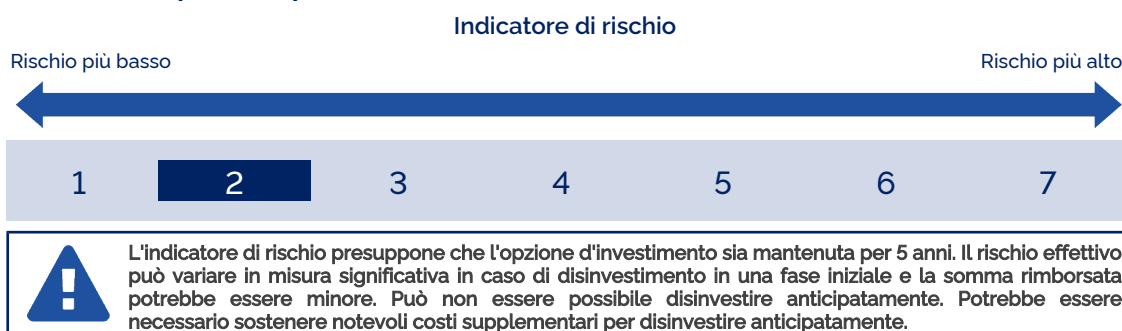 Indicatore di rischio
Rischio più basso
Rischio più alto
1 2 3 4 5 6 7
L'indicatore di rischio presuppone che l'opzione d'investimento sia mantenuta per 5 anni. Il rischio effettivo
può variare in misura significativa in caso di disinvestimento in una fase iniziale e la somma rimborsata
potrebbe essere minore. Può non essere possibile disinvestire anticipatamente. Potrebbe essere
necessario sostenere notevoli costi supplementari per disinvestire anticipatamente.